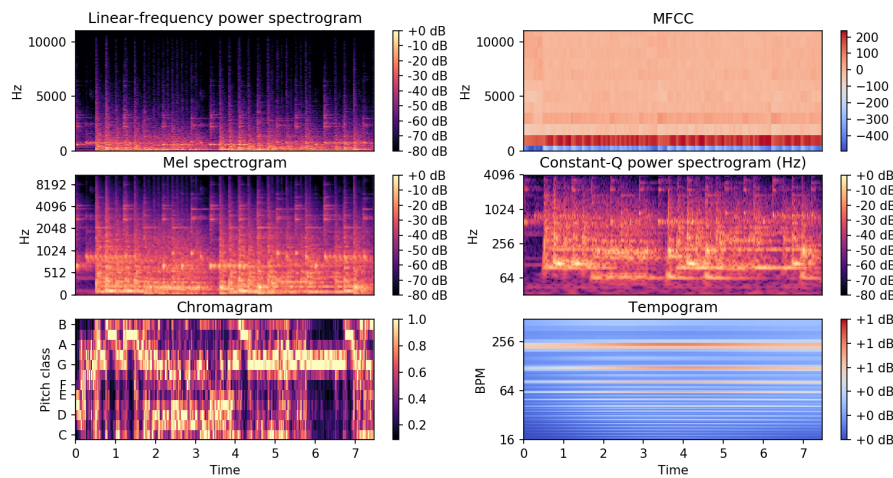 Linear-frequency power spectrogram
10000
5000
0
Hz
+0 dB
-10 dB
-20 dB
-30 dB
-40 dB
-50 dB
-60 dB
-70 dB
-80 dB
MFCC
10000
5000
0
Hz
200
100
0
−100
−200
−300
−400
Mel spectrogram
8192
4096
2048
1024
512
0
Hz
+0 dB
-10 dB
-20 dB
-30 dB
-40 dB
-50 dB
-60 dB
-70 dB
-80 dB
Constant-Q power spectrogram (Hz)
4096
1024
256
64
Hz
+0 dB
-10 dB
-20 dB
-30 dB
-40 dB
-50 dB
-60 dB
-70 dB
-80 dB
Chromagram
B
A
G
F
E
D
C
Pitch class
0 1 2 3 4 5 6 7
Time
1.0
0.8
0.6
0.4
0.2
Tempogram
256
64
16
BPM
0 1 2 3 4 5 6 7
Time
+1 dB
+1 dB
+1 dB
+0 dB
+0 dB
+0 dB